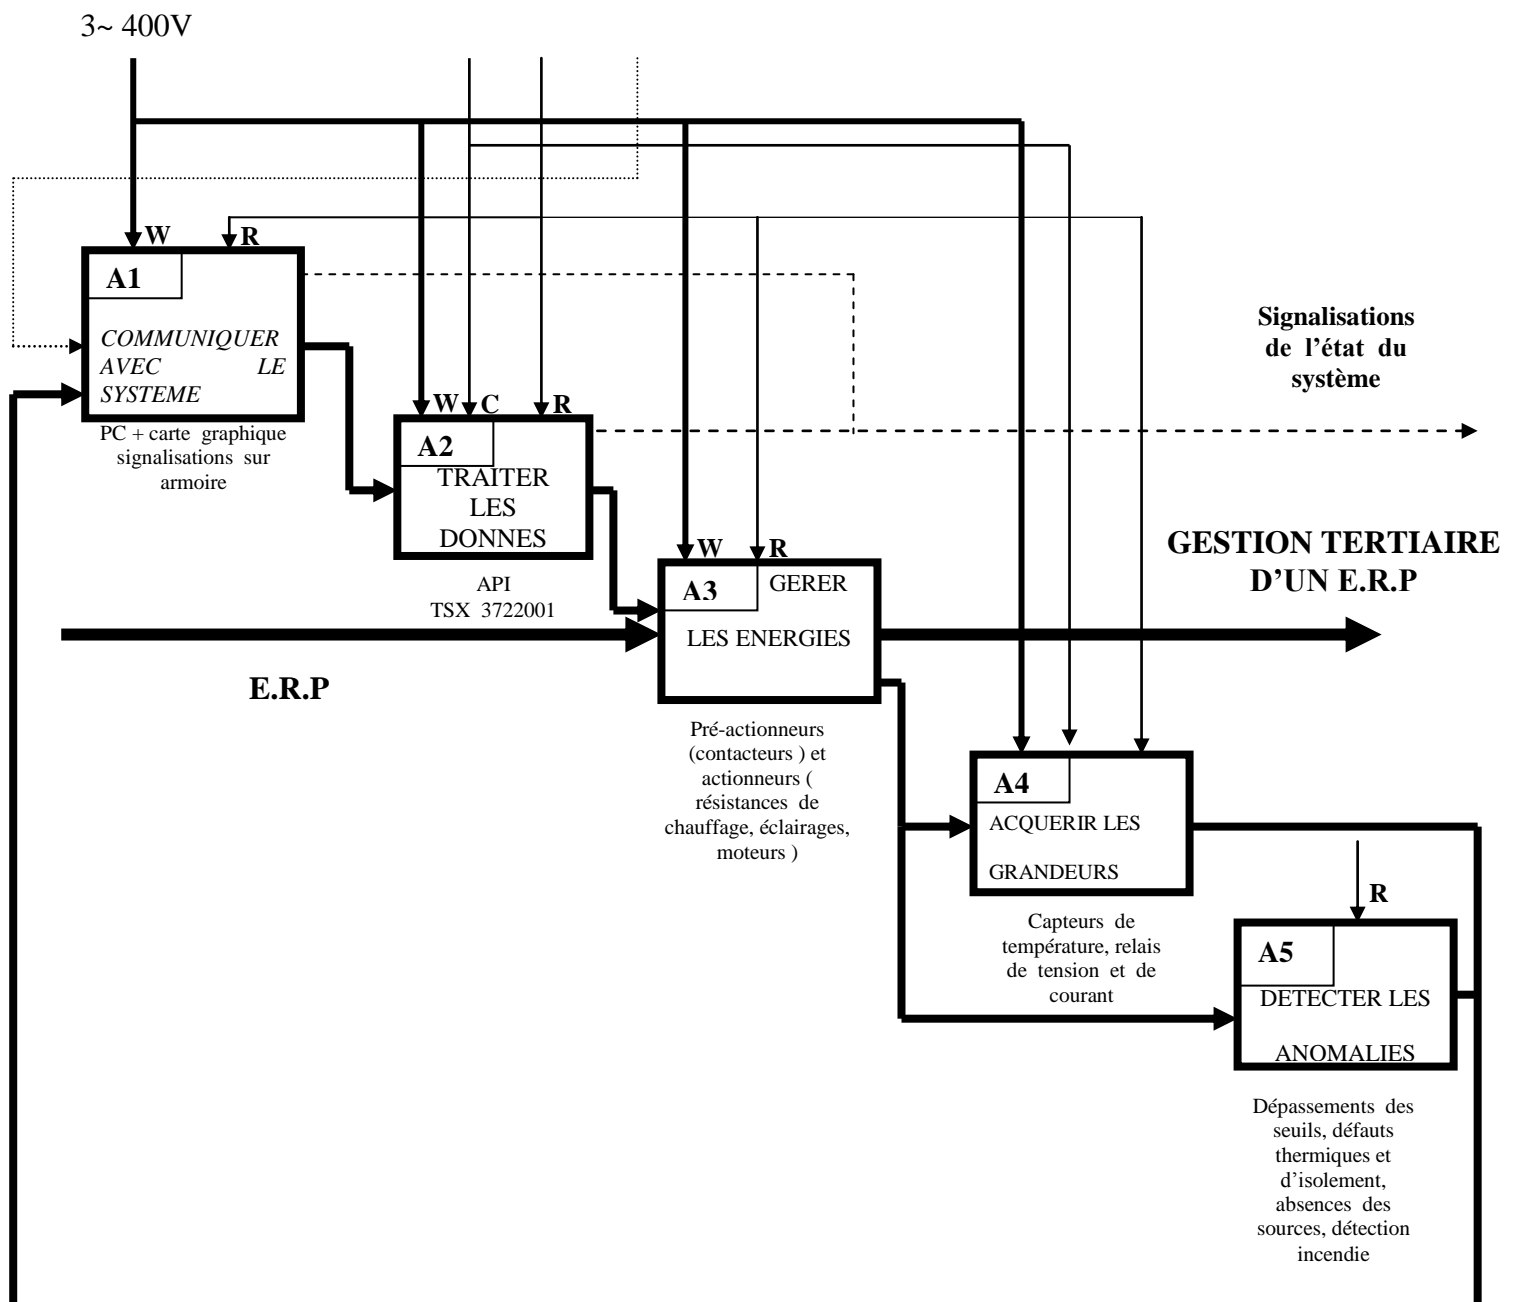 3~ 400V
W
R
A1
COMMUNIQUER
AVEC LE
SYSTEME
PC + carte graphique
signalisations sur
armoire
Signalisations
de l'état du
système
W
C
R
A2
TRAITER
LES
DONNES
API
TSX 3722001
W
R
A3
GERER
LES ENERGIES
GESTION TERTIAIRE
D'UN E.R.P
E.R.P
Pré-actionneurs
(contacteurs ) et
actionneurs (
résistances de
chauffage, éclairages,
moteurs )
A4
ACQUERIR LES
GRANDEURS
Capteurs de
température, relais
de tension et de
courant
R
A5
DETECTER LES
ANOMALIES
Dépassements des
seuils, défauts
thermiques et
d'isolement,
absences des
sources, détection
incendie